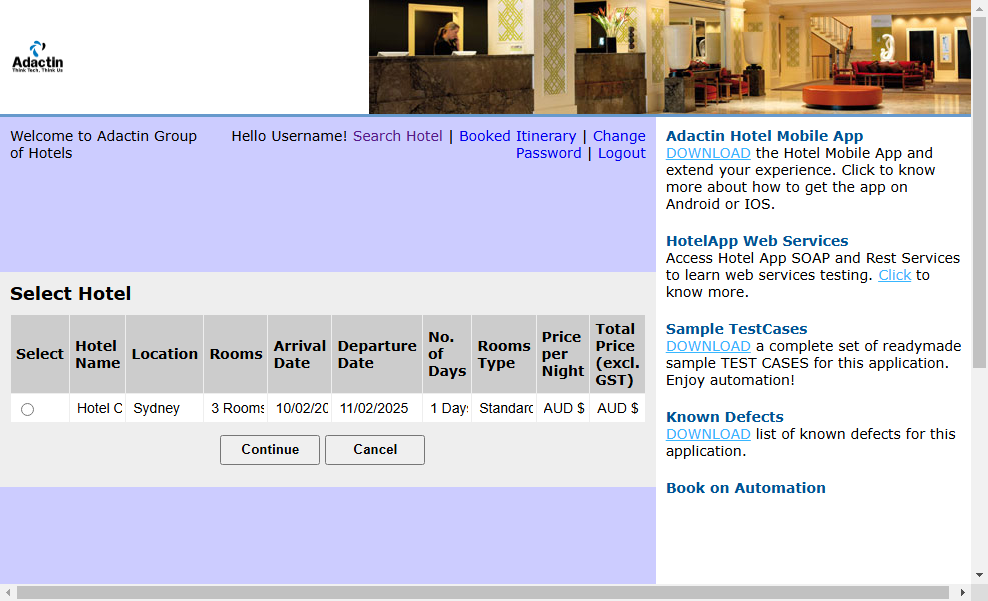 Adactin
Think Tech, Think Us
Welcome to Adactin Group
of Hotels
Hello Username! Search Hotel | Booked Itinerary | Change
Password | Logout
Select Hotel
Select Hotel Name Location Rooms Arrival Date Departure Date No. of Days Rooms Type Price per Night Total Price (excl. GST)
Hotel C Sydney 3 Rooms 10/02/20 11/02/2025 1 Day Standard AUD $ AUD $
Continue Cancel
Adactin Hotel Mobile App
DOWNLOAD the Hotel Mobile App and
extend your experience. Click to know
more about how to get the app on
Android or IOS.
HotelApp Web Services
Access Hotel App SOAP and Rest Services
to learn web services testing. Click to
know more.
Sample TestCases
DOWNLOAD a complete set of readymade
sample TEST CASES for this application.
Enjoy automation!
Known Defects
DOWNLOAD list of known defects for this
application.
Book on Automation